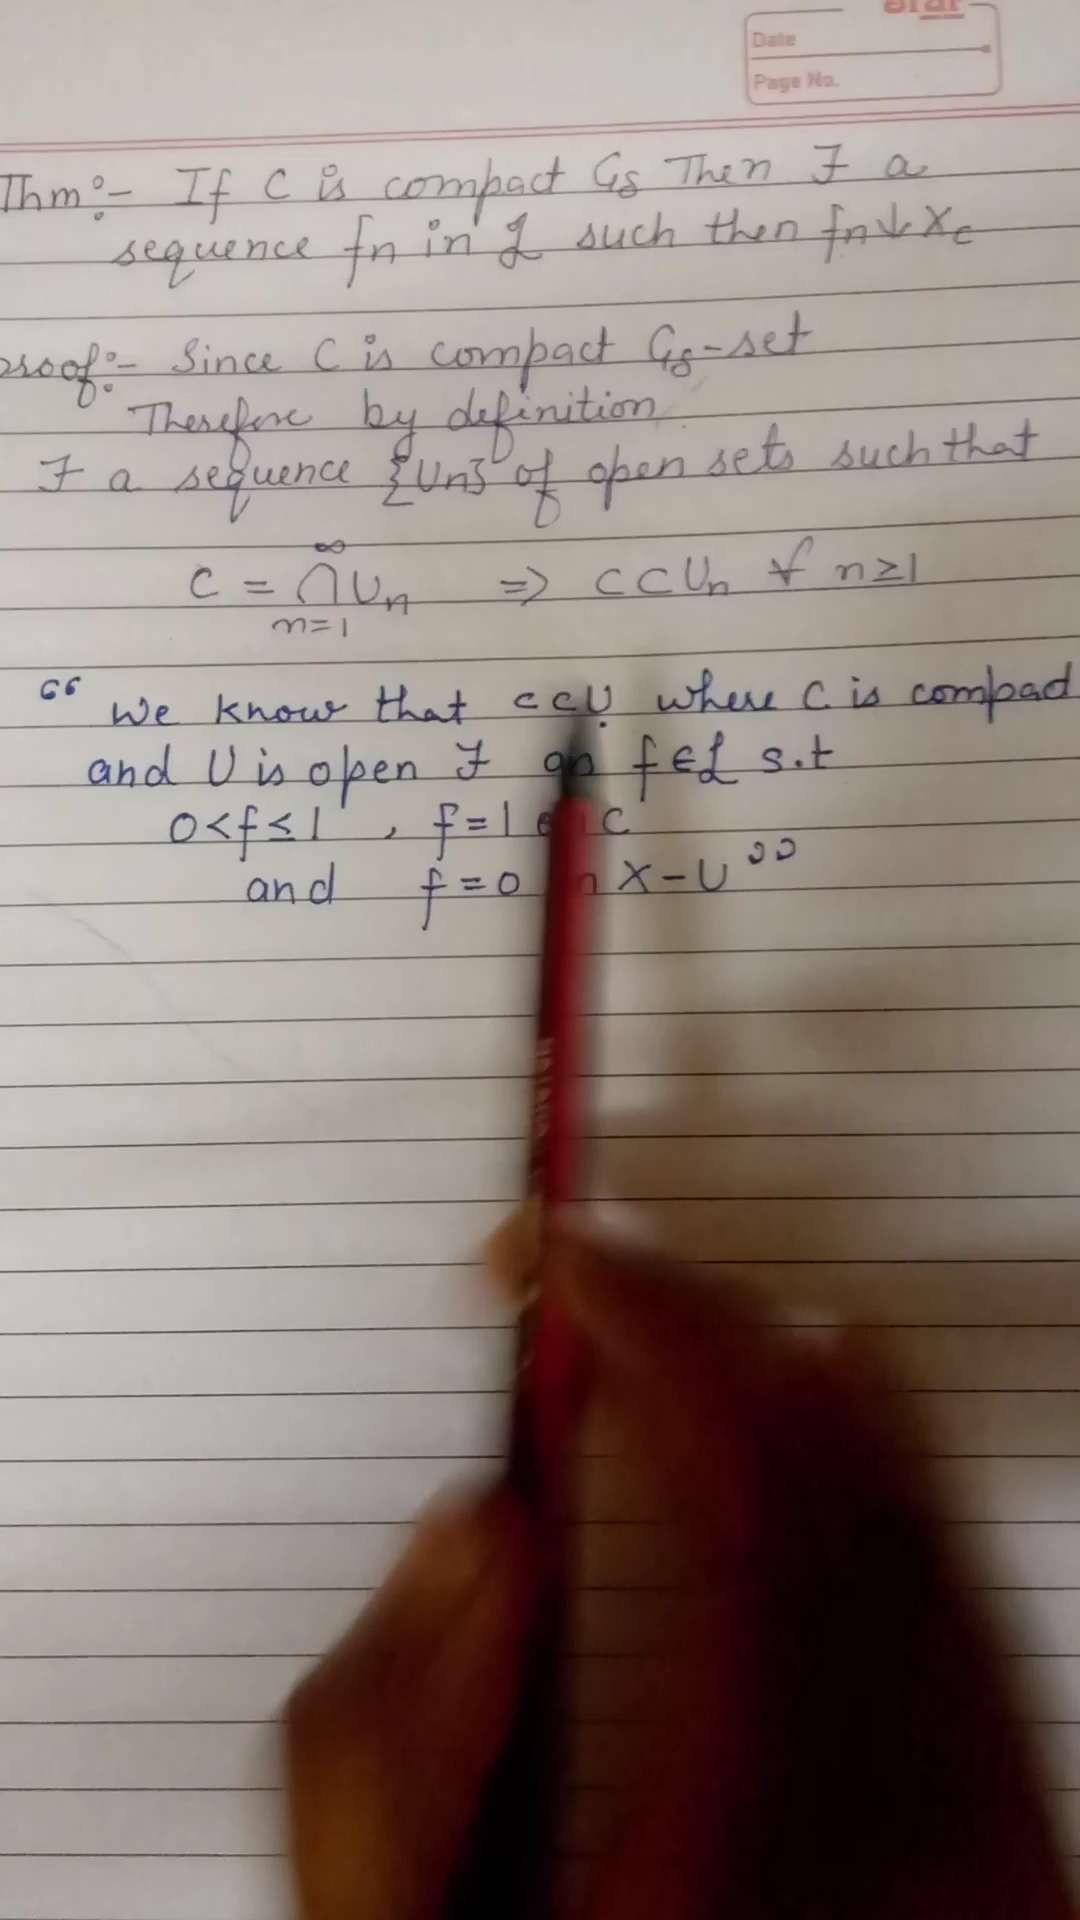 Date
Page No.
Thm:- If C is compact Gδ Then ∃ a
sequence fn in ℒ such then fn↓χc
proof:- Since C is compact Gδ-set
Therefore by definition
∃ a sequence {Un} of open sets such that
C = ∩ Un n=1 ∞ ⇒ C⊂Un ∀ n≥1
“ We know that C⊂U where C is compad
and U is open ∃ an f∈ℒ s.t
0<f≤1 , f=1 C
and f=0 X-U ”